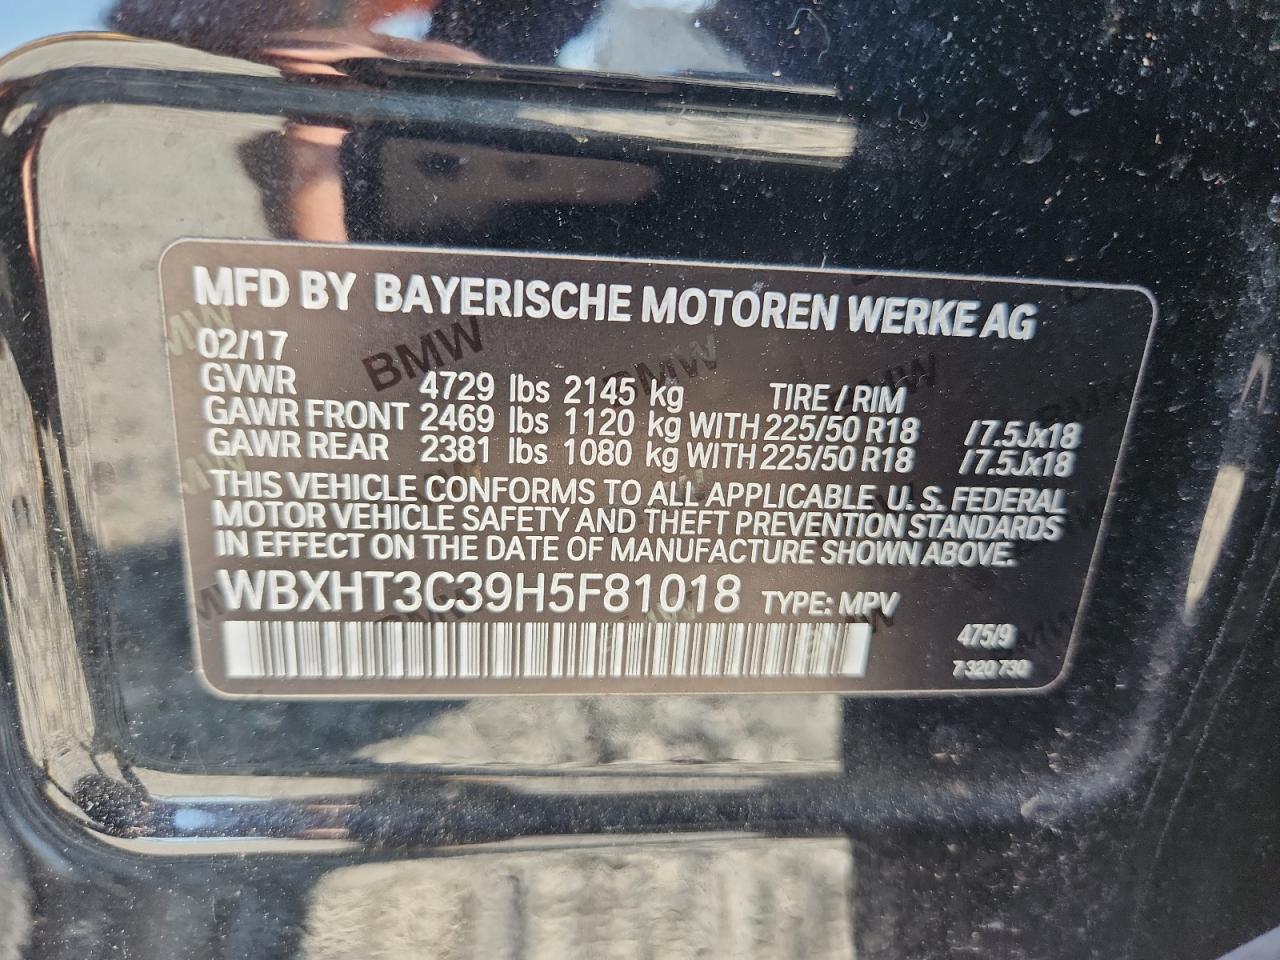 MFD BY BAYERISCHE MOTOREN WERKE AG
02/17
GVWR 4729 lbs 2145 kg TIRE / RIM
GAWR FRONT 2469 lbs 1120 kg WITH 225/50 R18 /7.5Jx18
GAWR REAR 2381 lbs 1080 kg WITH 225/50 R18 /7.5Jx18
THIS VEHICLE CONFORMS TO ALL APPLICABLE U. S. FEDERAL
MOTOR VEHICLE SAFETY AND THEFT PREVENTION STANDARDS
IN EFFECT ON THE DATE OF MANUFACTURE SHOWN ABOVE.
WBXHT3C39H5F81018 TYPE: MPV
475/9
7 320 730